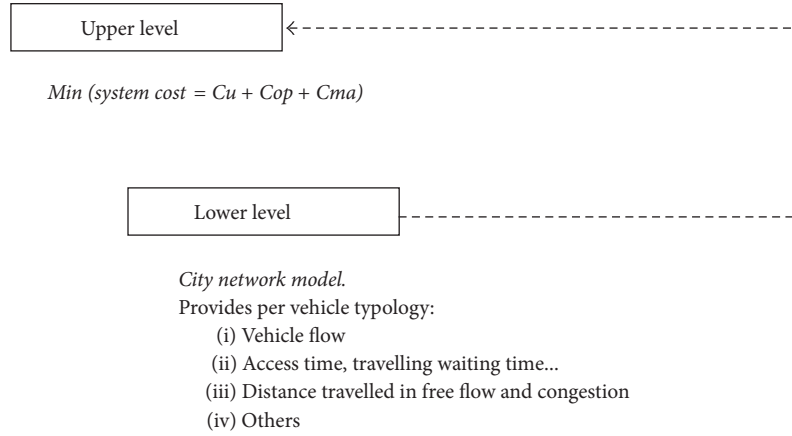 Upper level
Min (system cost = Cu + Cop + Cma)
Lower level
City network model.
Provides per vehicle typology:
(i) Vehicle flow
(ii) Access time, travelling waiting time...
(iii) Distance travelled in free flow and congestion
(iv) Others